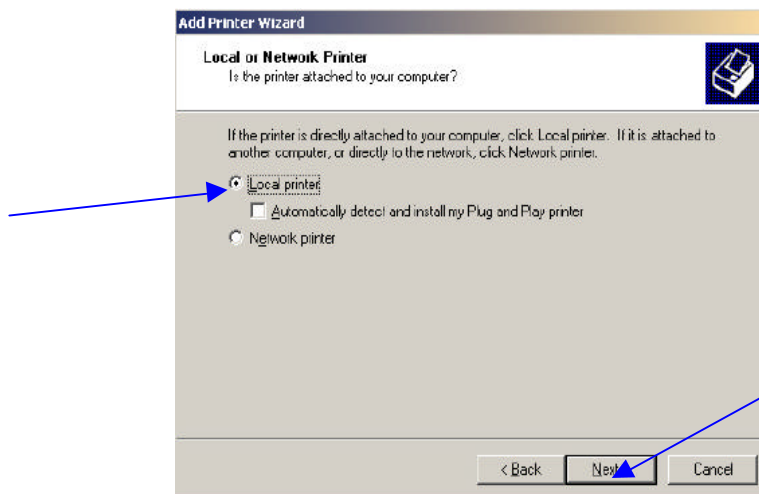 Add Printer Wizard
Local or Network Printer
Is the printer attached to your computer?
If the printer is directly attached to your computer, click Local printer. If it is attached to
another computer, or directly to the network, click Network printer.
Local printer
Automatically detect and install my Plug and Play printer
Network printer
< Back Next Cancel